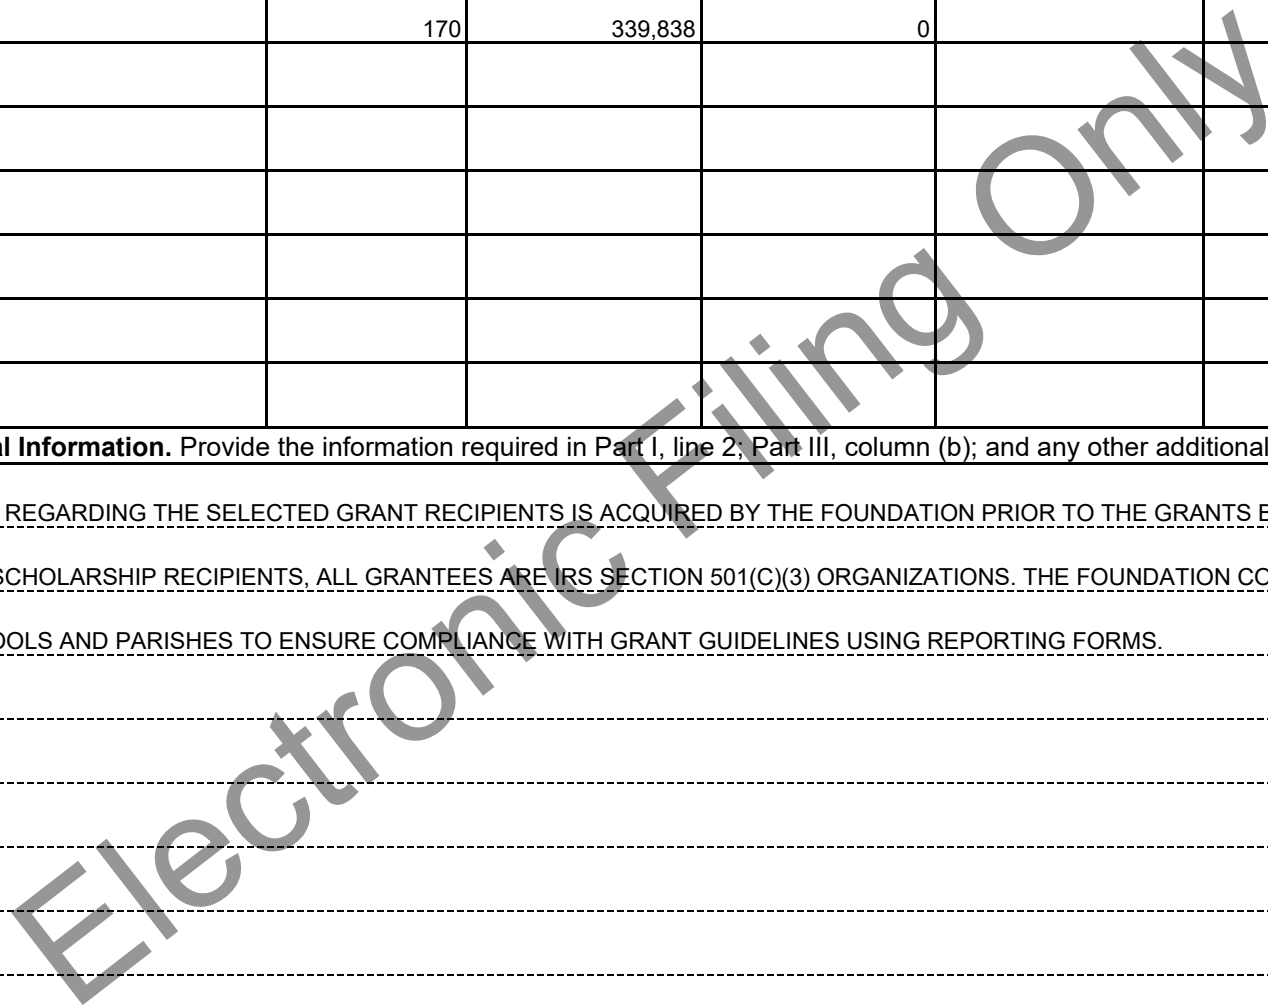 170 339,838 0
Information. Provide the information required in Part I, line 2; Part III, column (b); and any other additional
REGARDING THE SELECTED GRANT RECIPIENTS IS ACQUIRED BY THE FOUNDATION PRIOR TO THE GRANTS
SCHOLARSHIP RECIPIENTS, ALL GRANTEES ARE IRS SECTION 501(C)(3) ORGANIZATIONS. THE FOUNDATION
AND PARISHES TO ENSURE COMPLIANCE WITH GRANT GUIDELINES USING REPORTING FORMS.
Electronic Filing Only